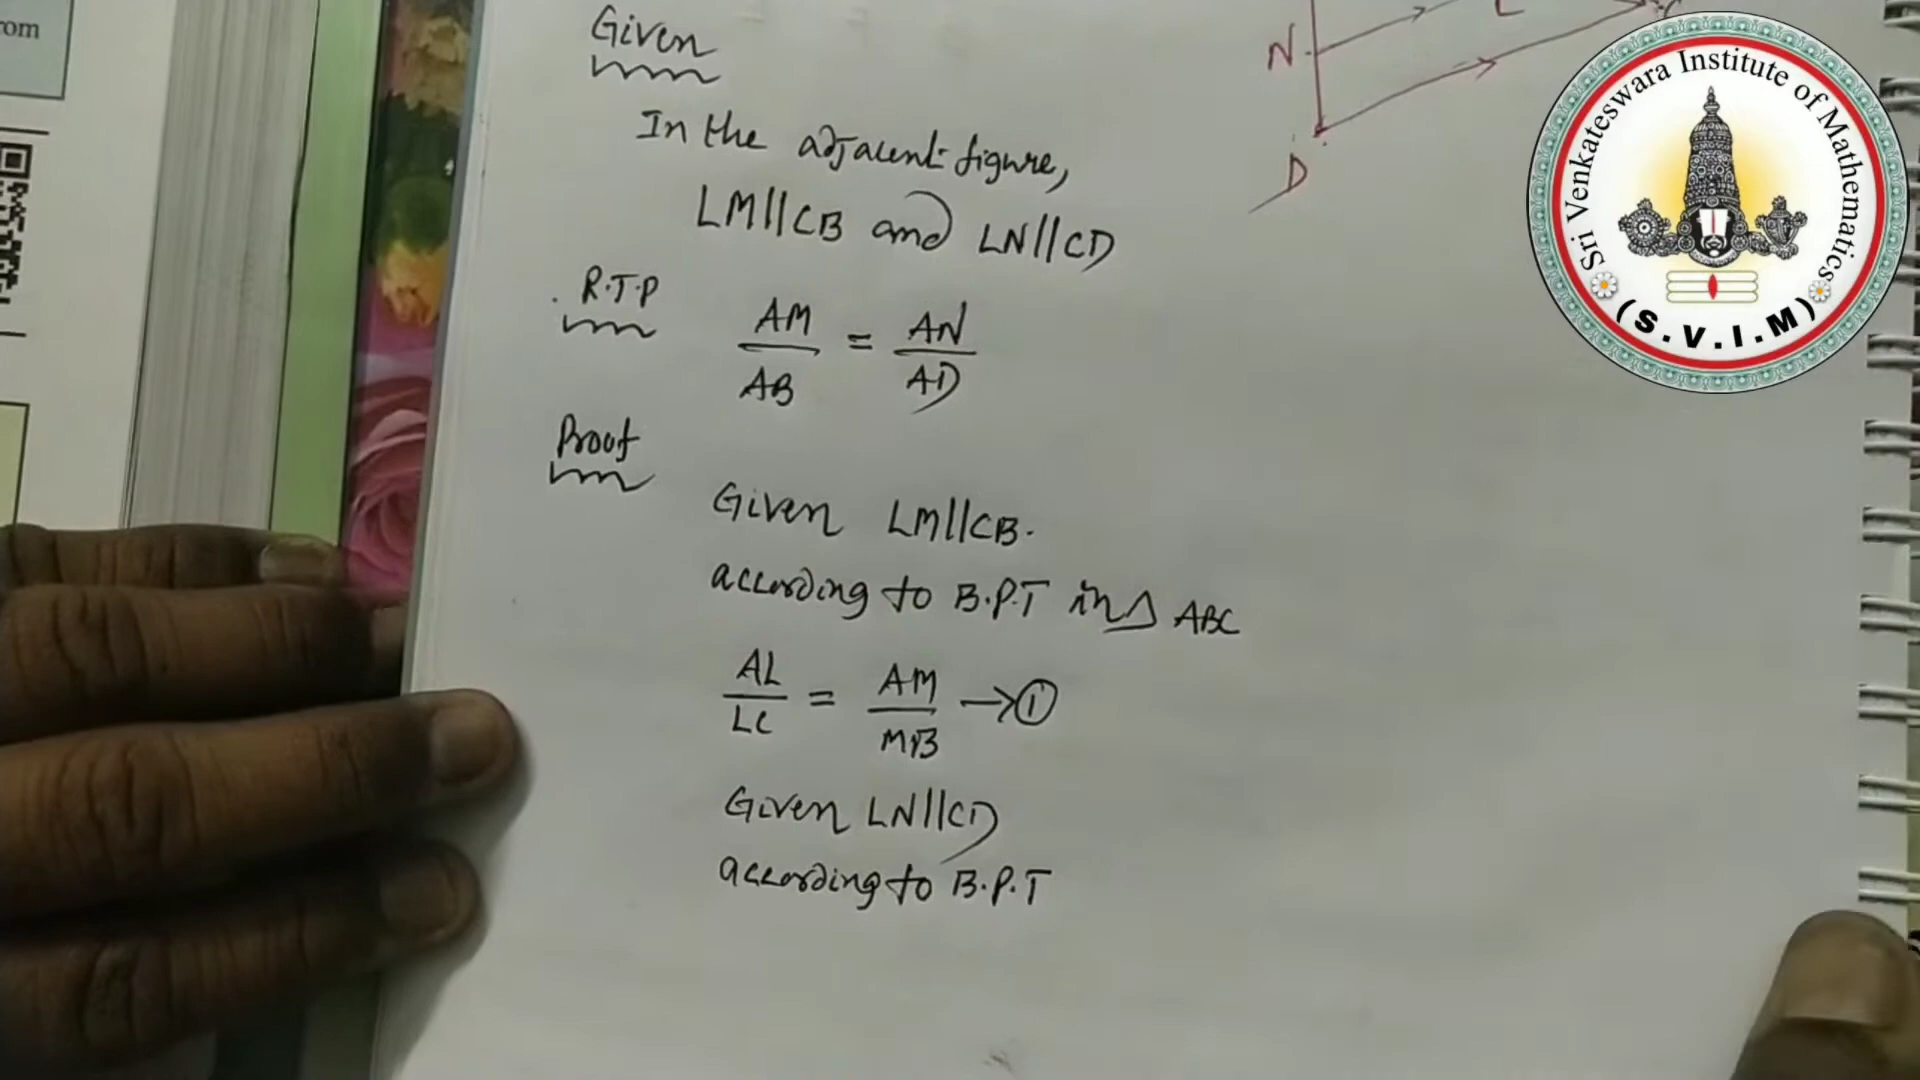 om
Given
In the adjacent figure,
LM||CB and LN||CD
R.T.P
AM/AB = AN/AD
Proof
Given LM||CB.
according to B.P.T in Δ ABC
AL/LC = AM/MB → ①
Given LN||CD
according to B.P.T
N
L
C
D
Sri Venkateswara Institute of Mathematics
(S.V.I.M)